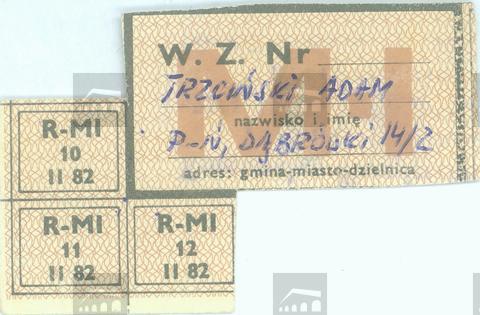 W. Z. Nr
TRZCIŃSKI ADAM
nazwisko i imię
P-Ń, DĄBRÓWKI 14/2
adres: gmina-miasto-dzielnica
M I
R-MI
10
II 82
R-MI
11
II 82
R-MI
12
II 82